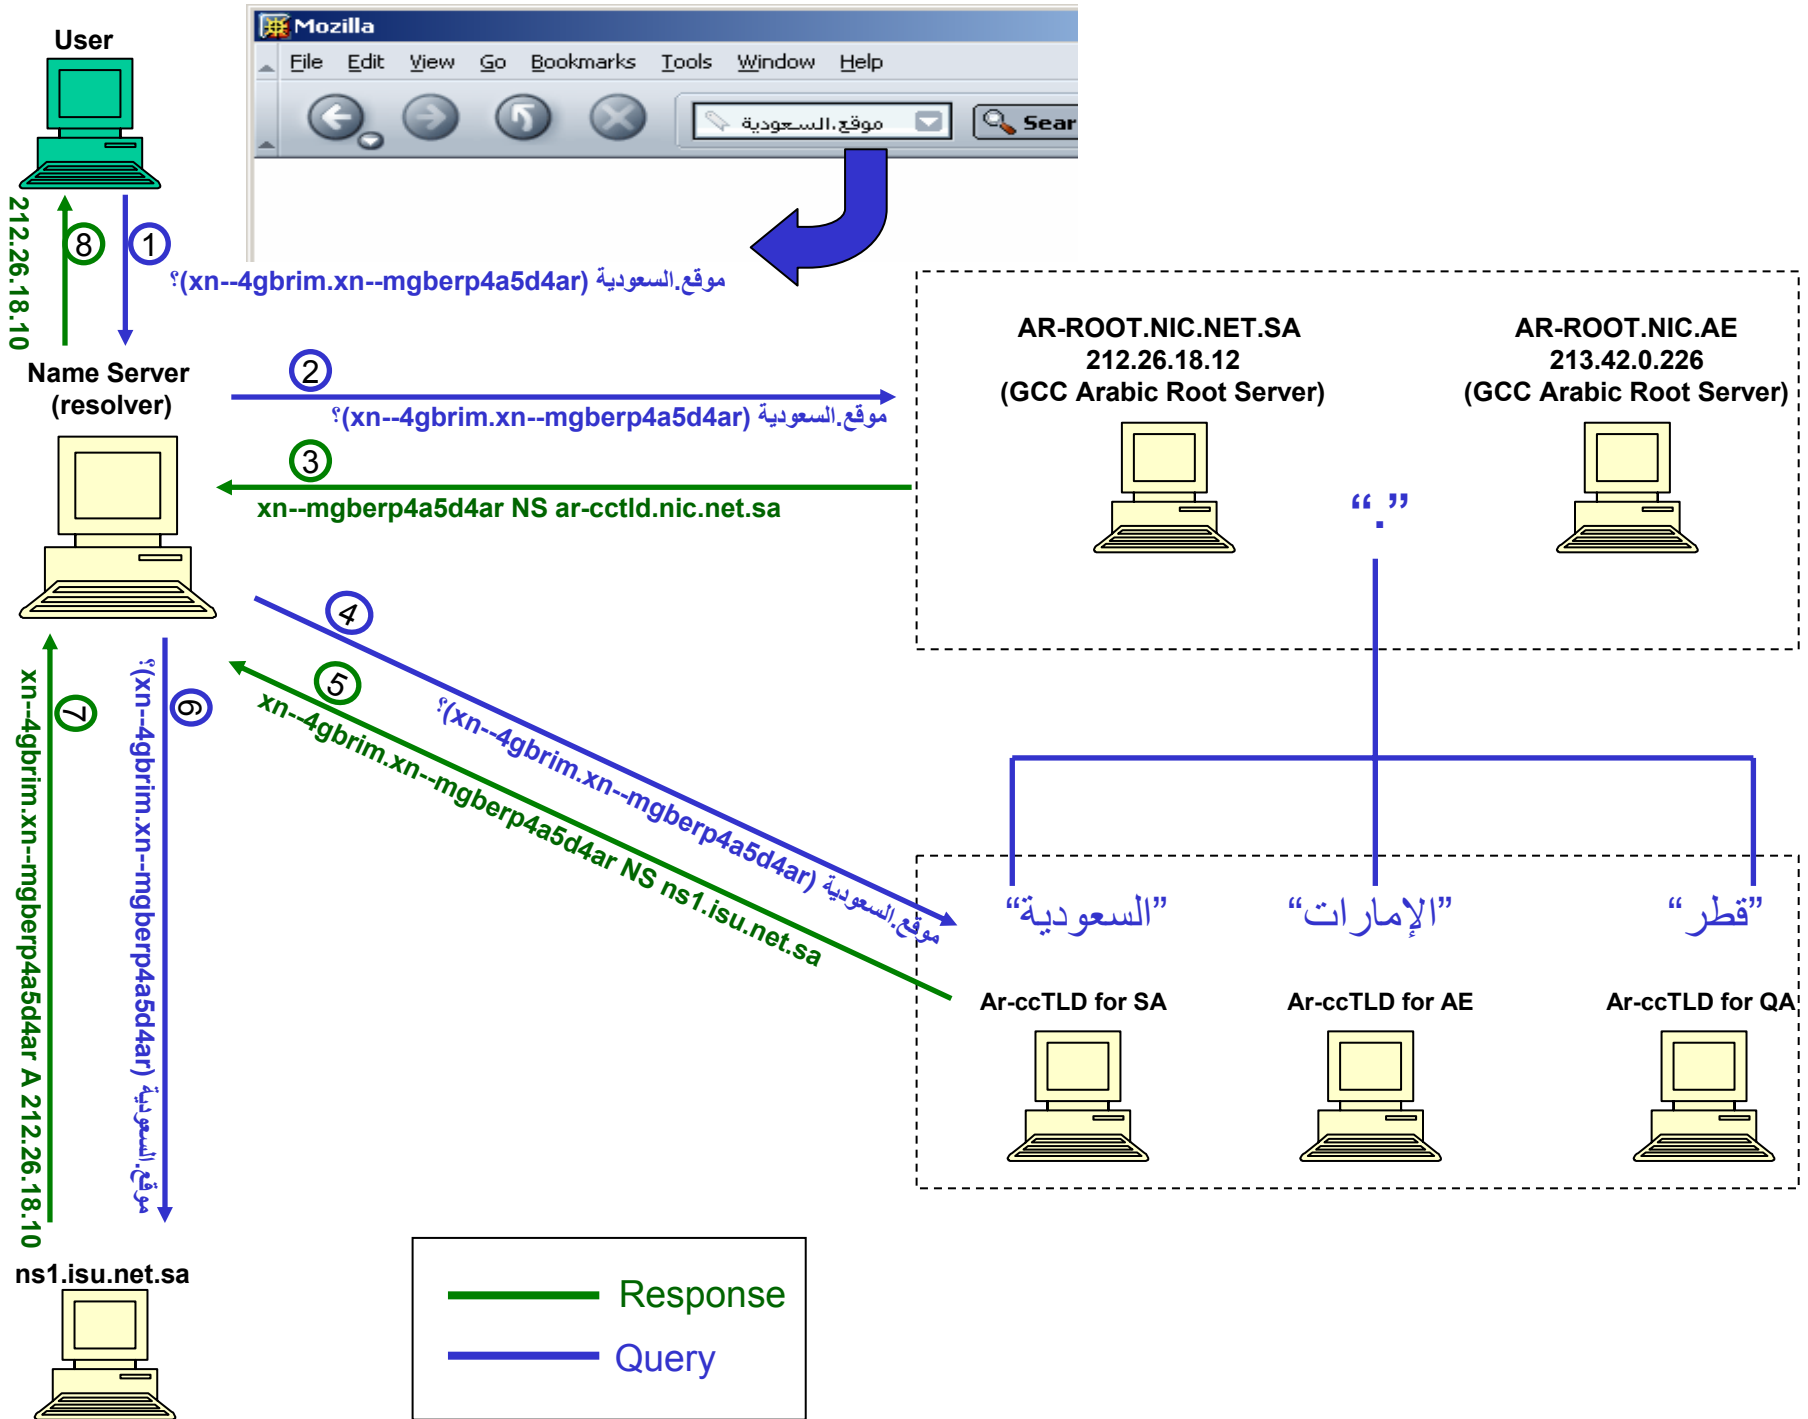 User
Mozilla
File Edit View Go Bookmarks Tools Window Help
موقع.السعودية
Sear
8
1
212.26.18.10
موقع.السعودية (xn--4gbrim.xn--mgberp4a5d4ar)؟
Name Server
(resolver)
2
موقع.السعودية (xn--4gbrim.xn--mgberp4a5d4ar)؟
3
xn--mgberp4a5d4ar NS ar-cctld.nic.net.sa
AR-ROOT.NIC.NET.SA
212.26.18.12
(GCC Arabic Root Server)
AR-ROOT.NIC.AE
213.42.0.226
(GCC Arabic Root Server)
“.”
4
موقع.السعودية (xn--4gbrim.xn--mgberp4a5d4ar)؟
5
xn--4gbrim.xn--mgberp4a5d4ar NS ns1.isu.net.sa
6
موقع.السعودية (xn--4gbrim.xn--mgberp4a5d4ar)؟
7
xn--4gbrim.xn--mgberp4a5d4ar A 212.26.18.10
“السعودية”
“الإمارات”
“قطر”
Ar-ccTLD for SA
Ar-ccTLD for AE
Ar-ccTLD for QA
ns1.isu.net.sa
Response
Query